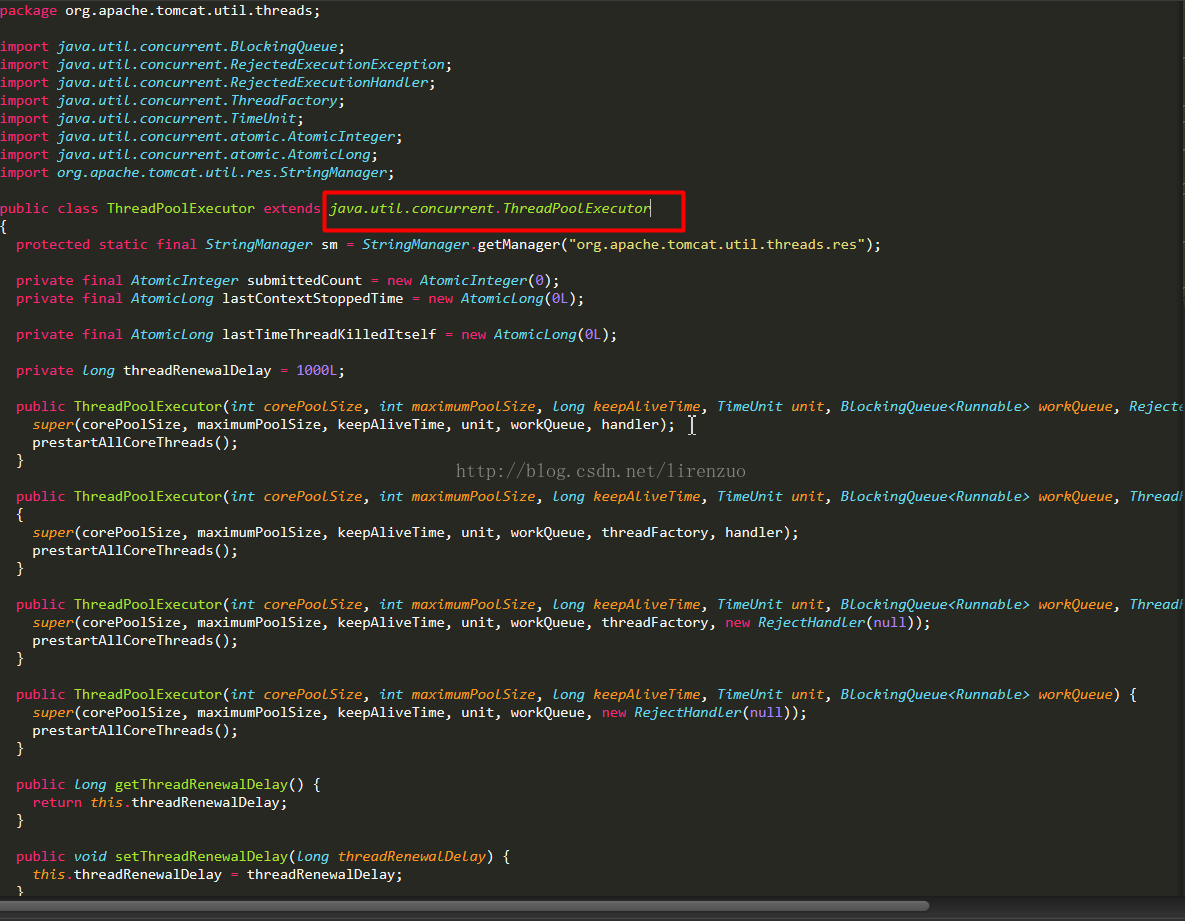 package org.apache.tomcat.util.threads;
import java.util.concurrent.BlockingQueue;
import java.util.concurrent.RejectedExecutionException;
import java.util.concurrent.RejectedExecutionHandler;
import java.util.concurrent.ThreadFactory;
import java.util.concurrent.TimeUnit;
import java.util.concurrent.atomic.AtomicInteger;
import java.util.concurrent.atomic.AtomicLong;
import org.apache.tomcat.util.res.StringManager;
public class ThreadPoolExecutor extends java.util.concurrent.ThreadPoolExecutor
{
protected static final StringManager sm = StringManager.getManager("org.apache.tomcat.util.threads.res");
private final AtomicInteger submittedCount = new AtomicInteger(0);
private final AtomicLong lastContextStoppedTime = new AtomicLong(0L);
private final AtomicLong lastTimeThreadKilledItself = new AtomicLong(0L);
private long threadRenewalDelay = 1000L;
public ThreadPoolExecutor(int corePoolSize, int maximumPoolSize, long keepAliveTime, TimeUnit unit, BlockingQueue<Runnable> workQueue,
super(corePoolSize, maximumPoolSize, keepAliveTime, unit, workQueue, handler);
prestartAllCoreThreads();
}
http://blog.csdn.net/lirenzuo
public ThreadPoolExecutor(int corePoolSize, int maximumPoolSize, long keepAliveTime, TimeUnit unit, BlockingQueue<Runnable> workQueue,
{
super(corePoolSize, maximumPoolSize, keepAliveTime, unit, workQueue, threadFactory, handler);
prestartAllCoreThreads();
}
public ThreadPoolExecutor(int corePoolSize, int maximumPoolSize, long keepAliveTime, TimeUnit unit, BlockingQueue<Runnable> workQueue,
super(corePoolSize, maximumPoolSize, keepAliveTime, unit, workQueue, threadFactory, new RejectHandler(null));
prestartAllCoreThreads();
}
public ThreadPoolExecutor(int corePoolSize, int maximumPoolSize, long keepAliveTime, TimeUnit unit, BlockingQueue<Runnable> workQueue) {
super(corePoolSize, maximumPoolSize, keepAliveTime, unit, workQueue, new RejectHandler(null));
prestartAllCoreThreads();
}
public long getThreadRenewalDelay() {
return this.threadRenewalDelay;
}
public void setThreadRenewalDelay(long threadRenewalDelay) {
this.threadRenewalDelay = threadRenewalDelay;
}